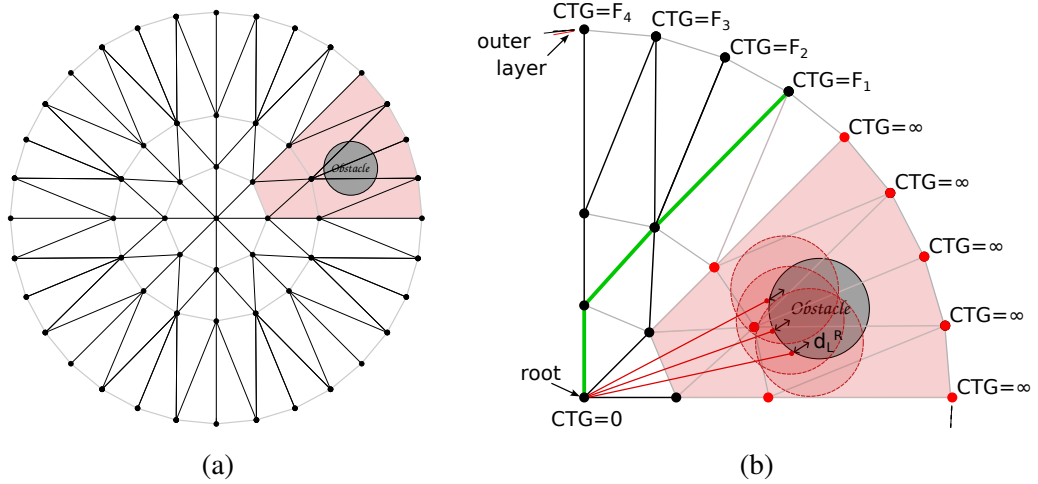 Obstacle
(a)
CTG=F₄
CTG=F₃
CTG=F₂
CTG=F₁
outer
layer
CTG=∞
CTG=∞
CTG=∞
CTG=∞
CTG=∞
Obstacle
d_L^R
root
CTG=0
(b)